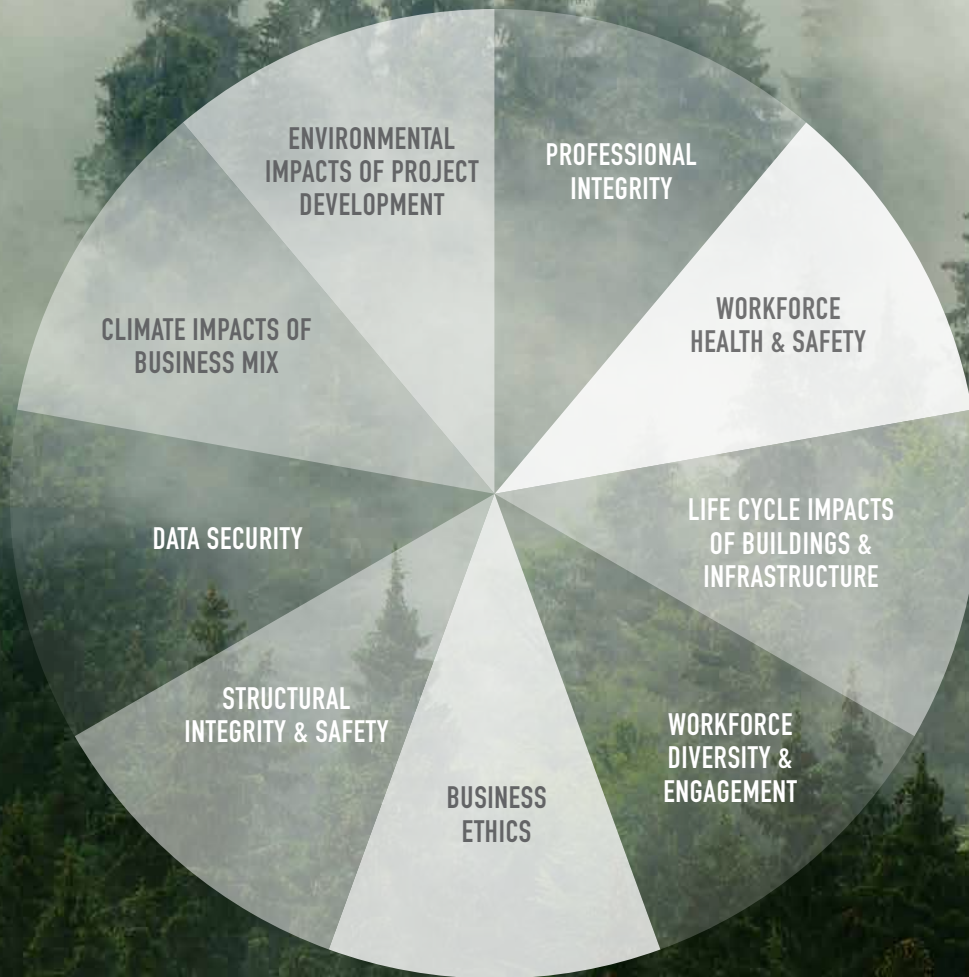 ENVIRONMENTAL
IMPACTS OF PROJECT
DEVELOPMENT
PROFESSIONAL
INTEGRITY
WORKFORCE
HEALTH & SAFETY
LIFE CYCLE IMPACTS
OF BUILDINGS &
INFRASTRUCTURE
WORKFORCE
DIVERSITY &
ENGAGEMENT
BUSINESS
ETHICS
STRUCTURAL
INTEGRITY & SAFETY
DATA SECURITY
CLIMATE IMPACTS OF
BUSINESS MIX